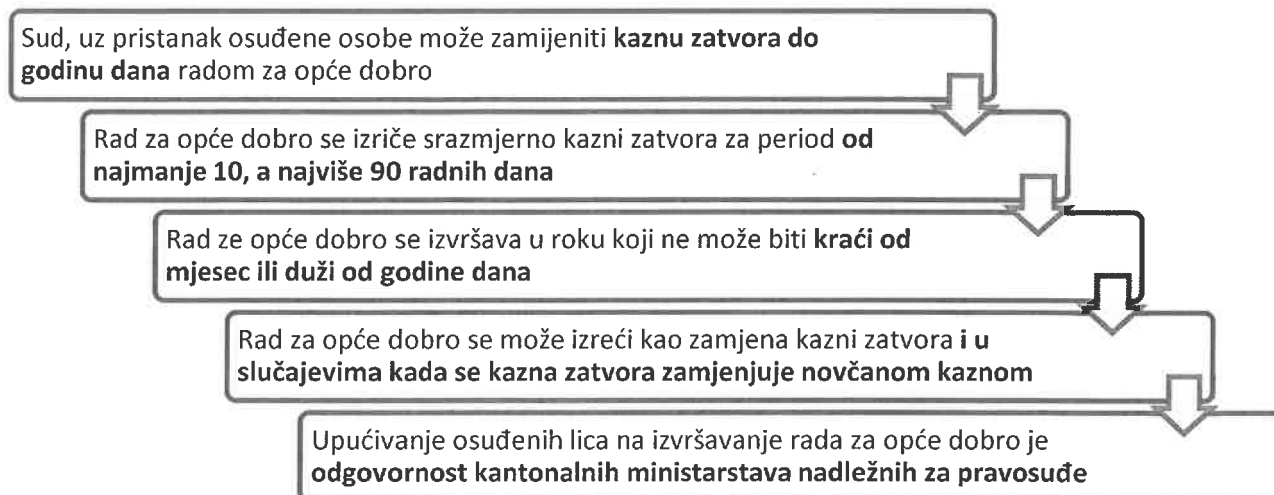 Sud, uz pristanak osuđene osobe može zamijeniti kaznu zatvora do
godinu dana radom za opće dobro
Rad za opće dobro se izriče srazmjerno kazni zatvora za period od
najmanje 10, a najviše 90 radnih dana
Rad ze opće dobro se izvršava u roku koji ne može biti kraći od
mjesec ili duži od godine dana
Rad za opće dobro se može izreći kao zamjena kazni zatvora i u
slučajevima kada se kazna zatvora zamjenjuje novčanom kaznom
Upućivanje osuđenih lica na izvršavanje rada za opće dobro je
odgovornost kantonalnih ministarstava nadležnih za pravosuđe